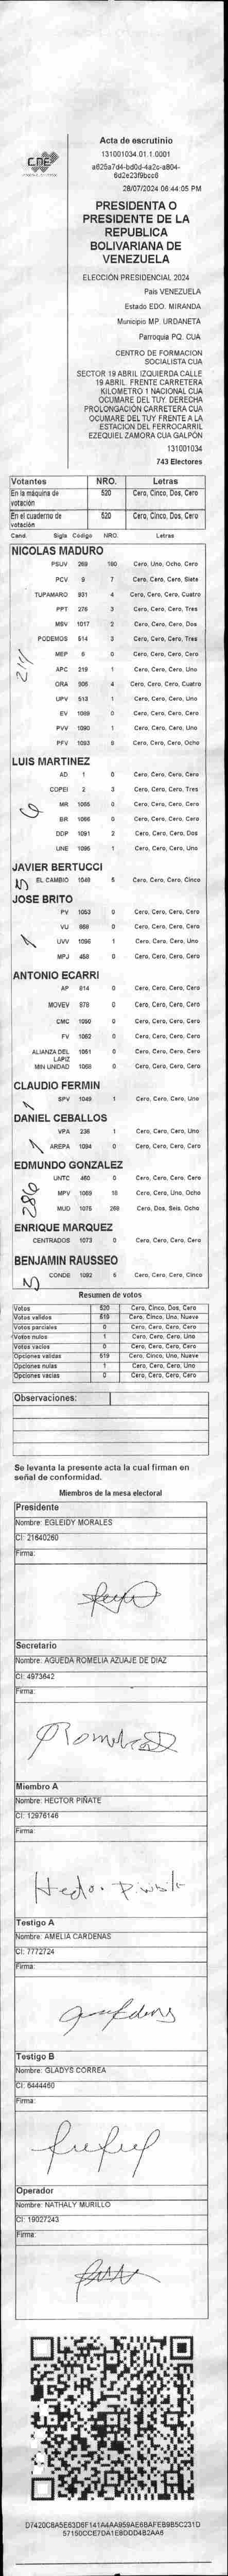 CDE
Acta de escrutinio
131001034.01.1.0001
28/07/2024 06:44:05 PM
PRESIDENTA O
PRESIDENTE DE LA
REPUBLICA
BOLIVARIANA DE
VENEZUELA
ELECCIÓN PRESIDENCIAL 2024
País VENEZUELA
Estado EDO. MIRANDA
Municipio MP. URDANETA
Parroquia PQ. CUA
CENTRO DE FORMACION
SOCIALISTA CUA
SECTOR 19 ABRIL IZQUIERDA CALLE
19 ABRIL. FRENTE CARRETERA
KILOMETRO 1 NACIONAL CUA
OCUMARE DEL TUY. DERECHA
PROLONGACIÓN CARRETERA CUA
OCUMARE DEL TUY FRENTE A LA
ESTACION DEL FERROCARRIL
EZEQUIEL ZAMORA CUA GALPÓN
131001034
743 Electores
Votantes NRO. Letras
En la máquina de votación 520 Cero, Cinco, Dos, Cero
En el cuaderno de votación 520 Cero, Cinco, Dos, Cero
Cand. Sigla Código NRO. Letras
NICOLAS MADURO
PSUV 269 180 Cero, Uno, Ocho, Cero
PCV 9 7 Cero, Cero, Cero, Siete
TUPAMARO 931 4 Cero, Cero, Cero, Cuatro
PPT 276 3 Cero, Cero, Cero, Tres
MSV 1017 2 Cero, Cero, Cero, Dos
PODEMOS 514 3 Cero, Cero, Cero, Tres
MEP 6 0 Cero, Cero, Cero, Cero
APC 219 1 Cero, Cero, Cero, Uno
ORA 906 4 Cero, Cero, Cero, Cuatro
UPV 513 1 Cero, Cero, Cero, Uno
EV 1069 0 Cero, Cero, Cero, Cero
PVV 1090 1 Cero, Cero, Cero, Uno
PFV 1093 8 Cero, Cero, Cero, Ocho
214
LUIS MARTINEZ
AD 1 0 Cero, Cero, Cero, Cero
COPEI 2 3 Cero, Cero, Cero, Tres
MR 1065 0 Cero, Cero, Cero, Cero
BR 1066 0 Cero, Cero, Cero, Cero
DDP 1091 2 Cero, Cero, Cero, Dos
UNE 1095 1 Cero, Cero, Cero, Uno
6
JAVIER BERTUCCI
5 EL CAMBIO 1048 5 Cero, Cero, Cero, Cinco
JOSE BRITO
PV 1053 0 Cero, Cero, Cero, Cero
VU 868 0 Cero, Cero, Cero, Cero
UVV 1096 1 Cero, Cero, Cero, Uno
MPJ 458 0 Cero, Cero, Cero, Cero
1
ANTONIO ECARRI
AP 814 0 Cero, Cero, Cero, Cero
MOVEV 978 0 Cero, Cero, Cero, Cero
CMC 1050 0 Cero, Cero, Cero, Cero
FV 1062 0 Cero, Cero, Cero, Cero
ALIANZA DEL LAPIZ 1051 0 Cero, Cero, Cero, Cero
MIN UNIDAD 1068 0 Cero, Cero, Cero, Cero
CLAUDIO FERMIN
1 SPV 1049 1 Cero, Cero, Cero, Uno
DANIEL CEBALLOS
VPA 236 1 Cero, Cero, Cero, Uno
1 AREPA 1094 0 Cero, Cero, Cero, Cero
EDMUNDO GONZALEZ
UNTC 460 0 Cero, Cero, Cero, Cero
MPV 1069 18 Cero, Cero, Uno, Ocho
MUD 1075 268 Cero, Dos, Seis, Ocho
286
ENRIQUE MARQUEZ
CENTRADOS 1073 0 Cero, Cero, Cero, Cero
BENJAMIN RAUSSEO
5 CONDE 1092 5 Cero, Cero, Cero, Cinco
Resumen de votos
Votos 520 Cero, Cinco, Dos, Cero
Votos validos 519 Cero, Cinco, Uno, Nueve
Votos parciales 0 Cero, Cero, Cero, Cero
Votos nulos 1 Cero, Cero, Cero, Uno
Votos vacíos 0 Cero, Cero, Cero, Cero
Opciones validas 519 Cero, Cinco, Uno, Nueve
Opciones nulas 1 Cero, Cero, Cero, Uno
Opciones vacias 0 Cero, Cero, Cero, Cero
Observaciones:
Se levanta la presente acta la cual firman en
señal de conformidad.
Miembros de la mesa electoral
Presidente
Nombre: EGLEIDY MORALES
CI: 21640260
Firma:
Secretario
Nombre: AGUEDA ROMELIA AZUAJE DE DIAZ
CI: 4973642
Firma:
Miembro A
Nombre: HECTOR PIÑATE
CI: 12976146
Firma:
Testigo A
Nombre: AMELIA CARDENAS
CI: 7772724
Firma:
Testigo B
Nombre: GLADYS CORREA
CI: 6444460
Firma:
Operador
Nombre: NATHALY MURILLO
CI: 19027243
Firma: